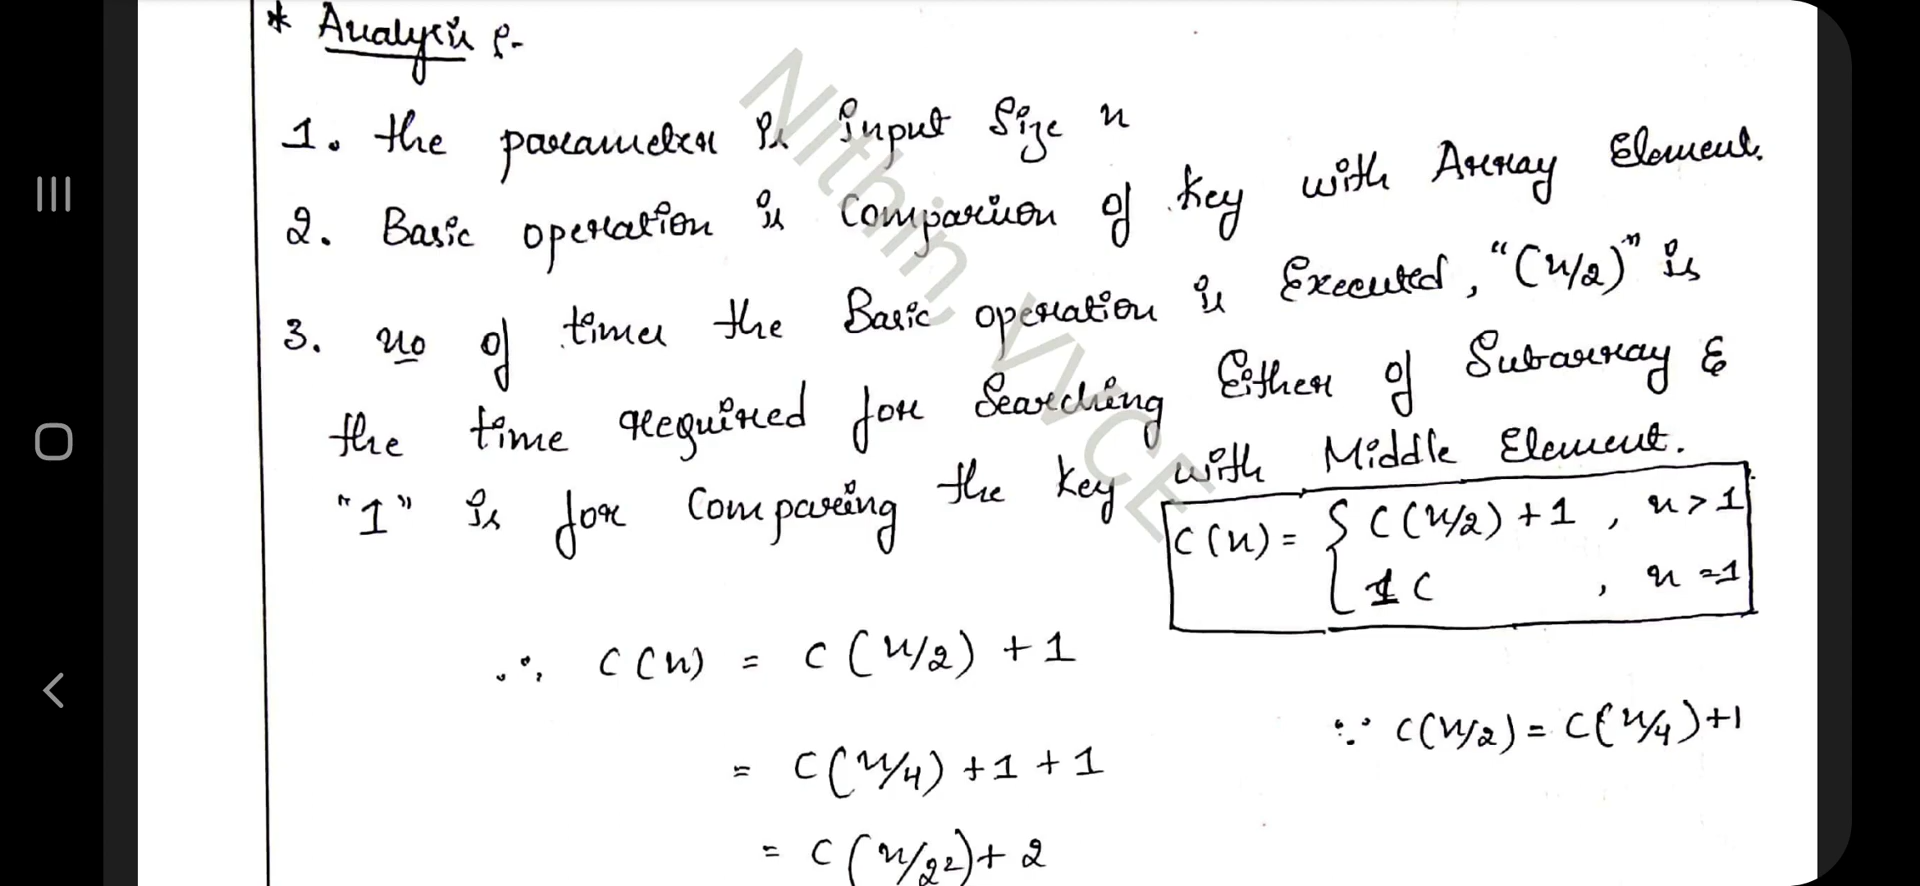 * Analysis :-
1. the parameter is input size n
2. Basic operation is Comparison of key with Array Element.
3. no of times the Basic operation is Executed, "C(n/2)" is
the time required for Searching Either of Subarray &
"1" is for Comparing the key with Middle Element.
C(n) = { C(n/2) + 1 , n > 1
1 C , n = 1
∴ C(n) = C(n/2) + 1
= C(n/4) + 1 + 1 ∵ C(n/2) = C(n/4) + 1
= C(n/2²) + 2
Nithin, VVCE